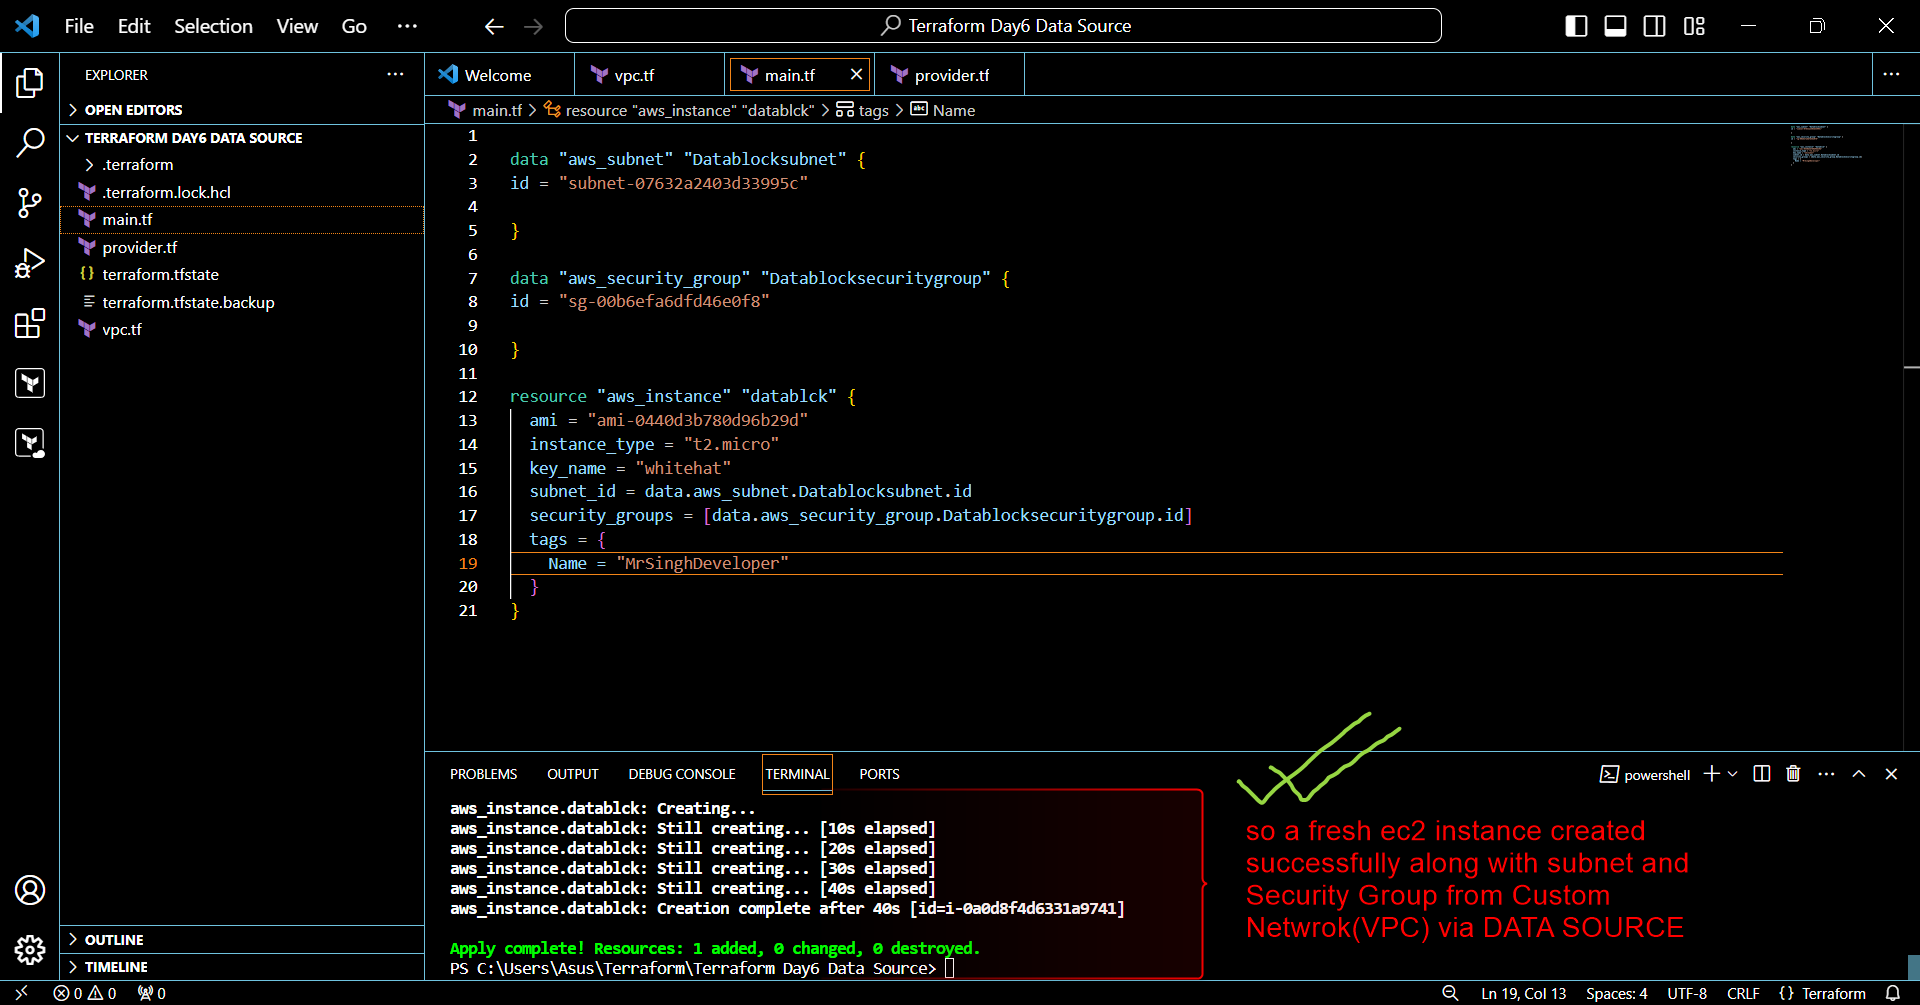 File Edit Selection View Go ···
Terraform Day6 Data Source
EXPLORER ···
OPEN EDITORS
TERRAFORM DAY6 DATA SOURCE
.terraform
.terraform.lock.hcl
main.tf
provider.tf
{} terraform.tfstate
terraform.tfstate.backup
vpc.tf
OUTLINE
TIMELINE
Welcome vpc.tf main.tf provider.tf ···
main.tf > resource "aws_instance" "datablck" > tags > abc Name
1
2 data "aws_subnet" "Datablocksubnet" {
3 id = "subnet-07632a2403d33995c"
4
5 }
6
7 data "aws_security_group" "Datablocksecuritygroup" {
8 id = "sg-00b6efa6dfd46e0f8"
9
10 }
11
12 resource "aws_instance" "datablck" {
13 ami = "ami-0440d3b780d96b29d"
14 instance_type = "t2.micro"
15 key_name = "whitehat"
16 subnet_id = data.aws_subnet.Datablocksubnet.id
17 security_groups = [data.aws_security_group.Datablocksecuritygroup.id]
18 tags = {
19 Name = "MrSinghDeveloper"
20 }
21 }
PROBLEMS OUTPUT DEBUG CONSOLE TERMINAL PORTS powershell ···
aws_instance.datablck: Creating...
aws_instance.datablck: Still creating... [10s elapsed]
aws_instance.datablck: Still creating... [20s elapsed]
aws_instance.datablck: Still creating... [30s elapsed]
aws_instance.datablck: Still creating... [40s elapsed]
aws_instance.datablck: Creation complete after 40s [id=i-0a0d8f4d6331a9741]
Apply complete! Resources: 1 added, 0 changed, 0 destroyed.
PS C:\Users\Asus\Terraform\Terraform Day6 Data Source>
so a fresh ec2 instance created
successfully along with subnet and
Security Group from Custom
Netwrok(VPC) via DATA SOURCE
0 0 0 Ln 19, Col 13 Spaces: 4 UTF-8 CRLF {} Terraform